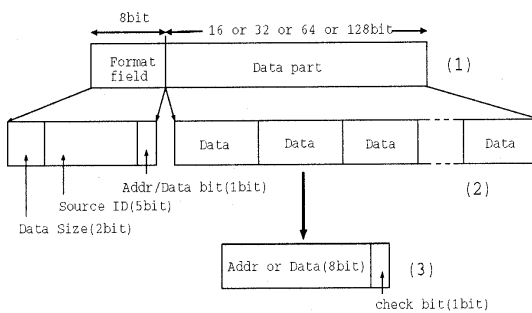 8bit
16 or 32 or 64 or 128bit
Format field
Data part
(1)
Data
Data
Data
Data
Addr/Data bit(1bit)
(2)
Source ID(5bit)
Data Size(2bit)
Addr or Data(8bit)
(3)
check bit(1bit)